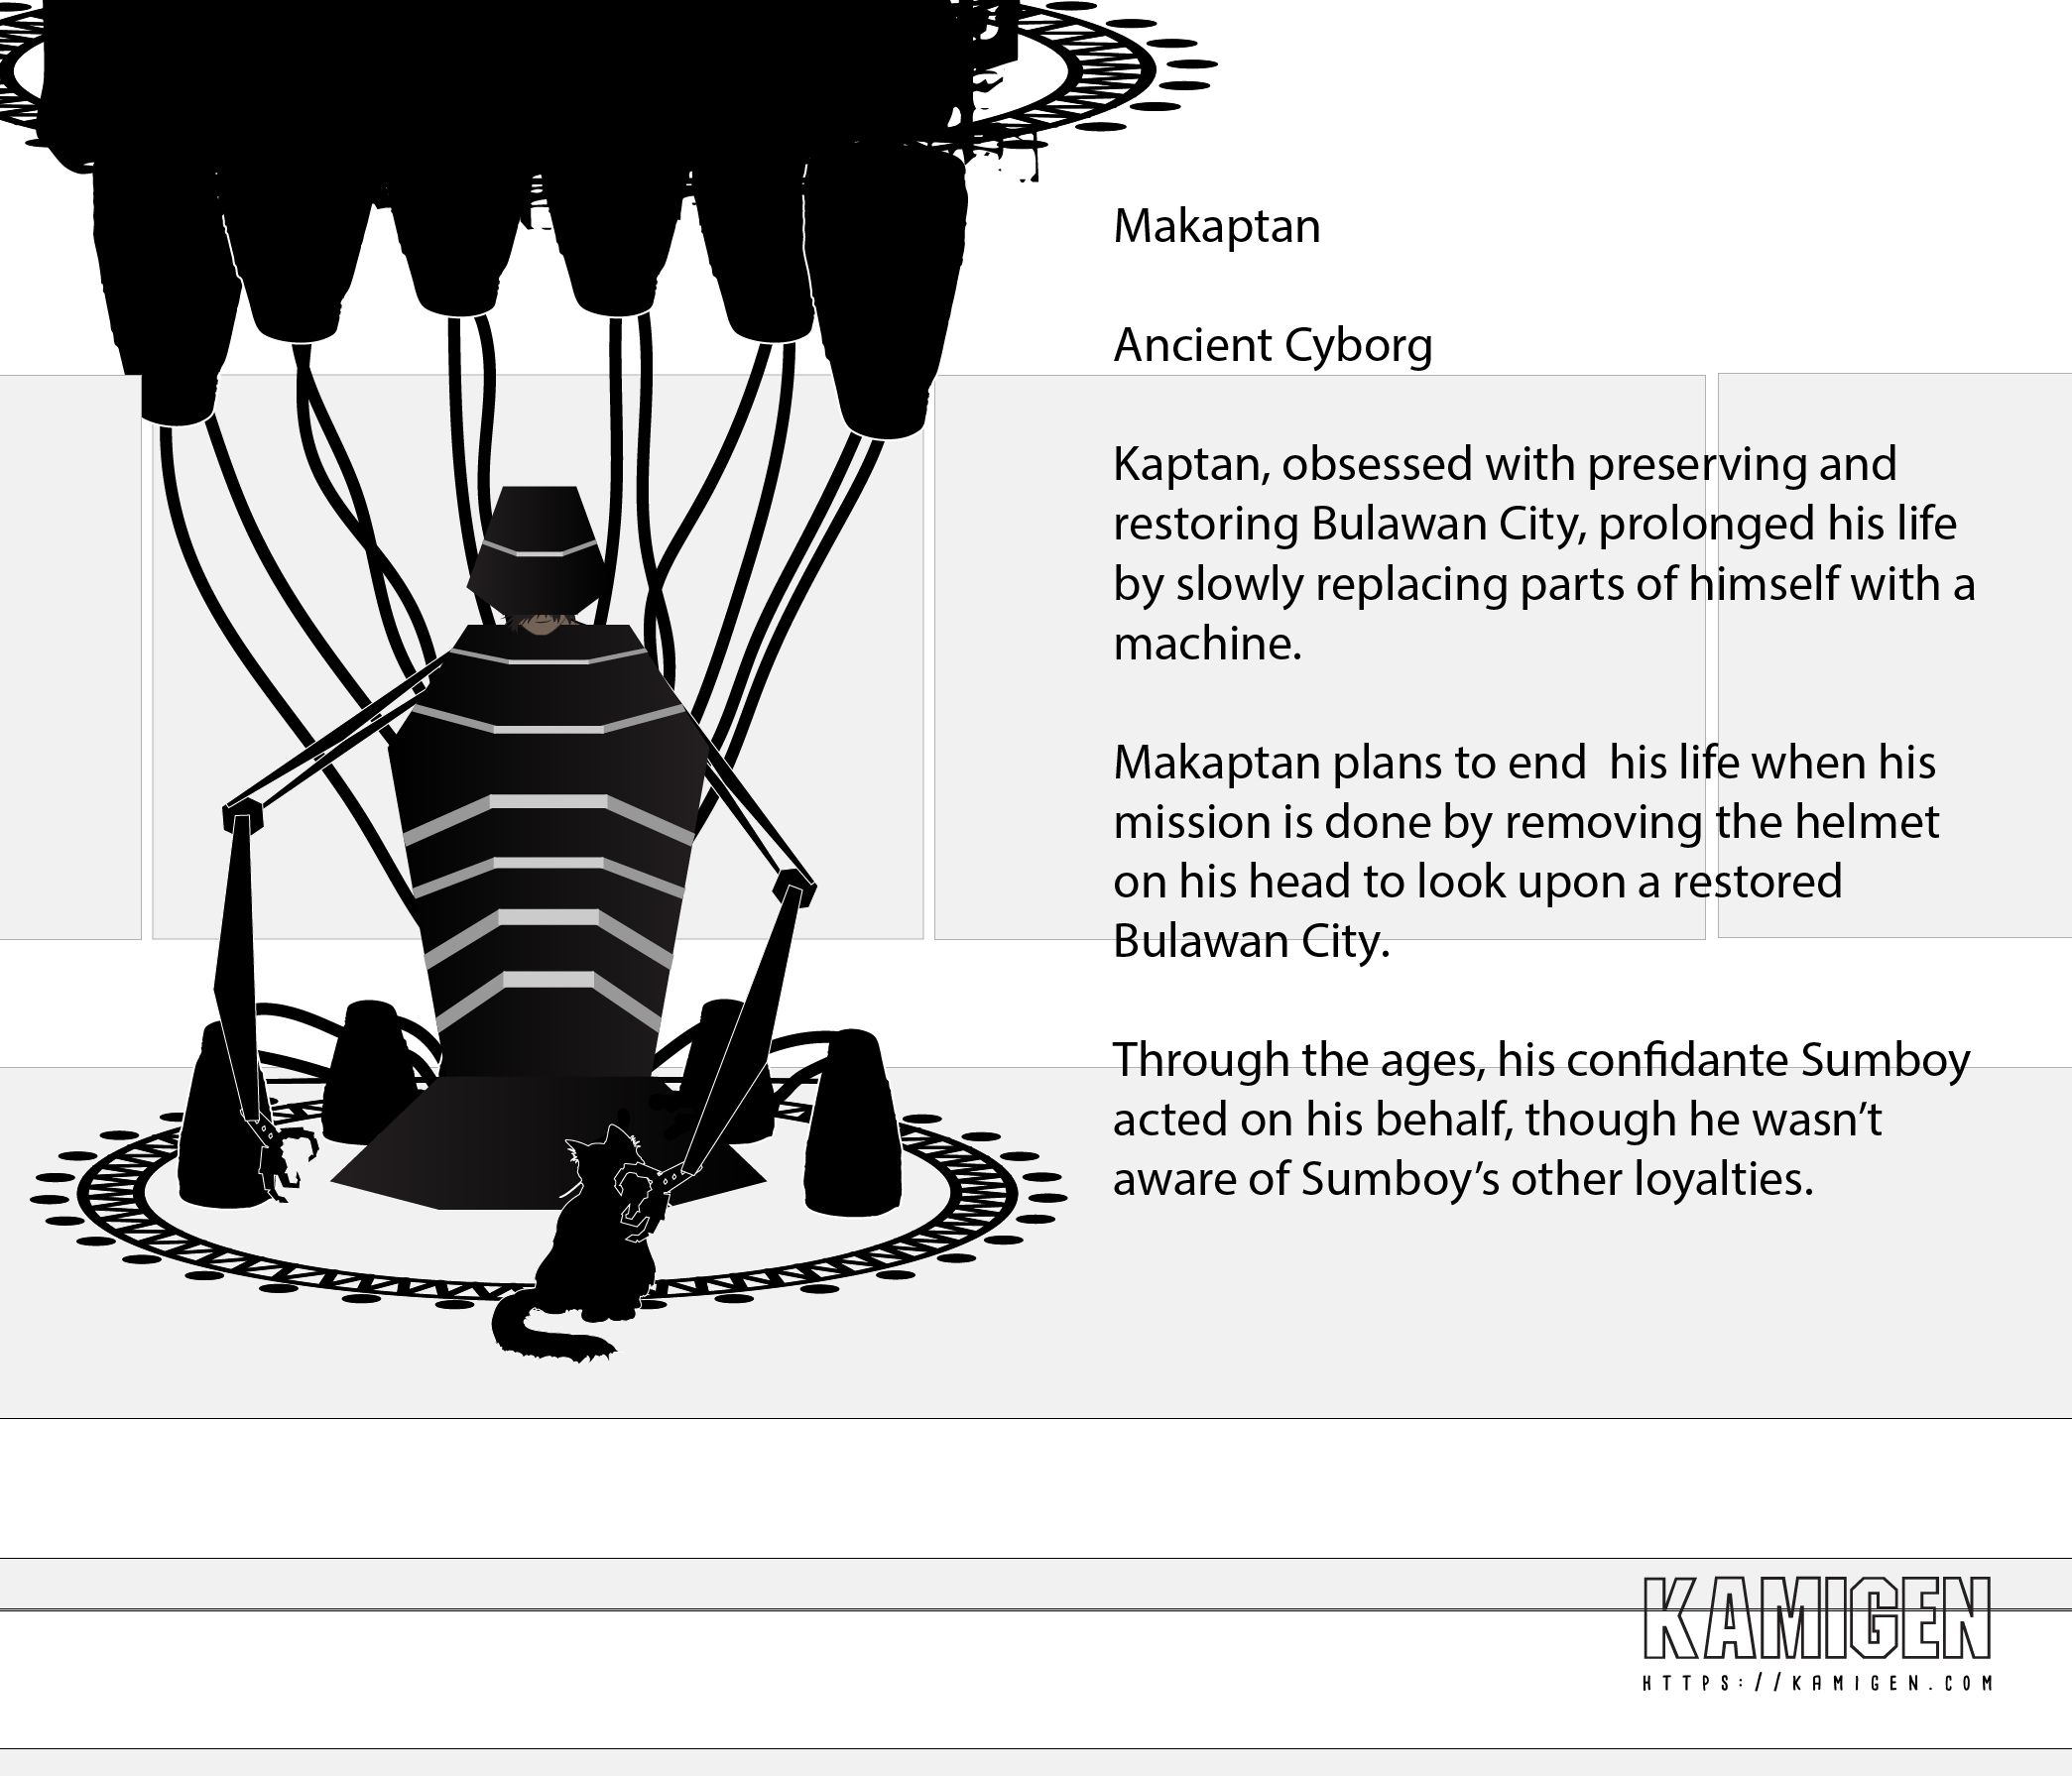 Makaptan
Ancient Cyborg
Kaptan, obsessed with preserving and
restoring Bulawan City, prolonged his life
by slowly replacing parts of himself with a
machine.
Makaptan plans to end  his life when his
mission is done by removing the helmet
on his head to look upon a restored
Bulawan City.
Through the ages, his confidante Sumboy
acted on his behalf, though he wasn’t
aware of Sumboy’s other loyalties.
KAMIGEN
HTTPS://KAMIGEN.COM